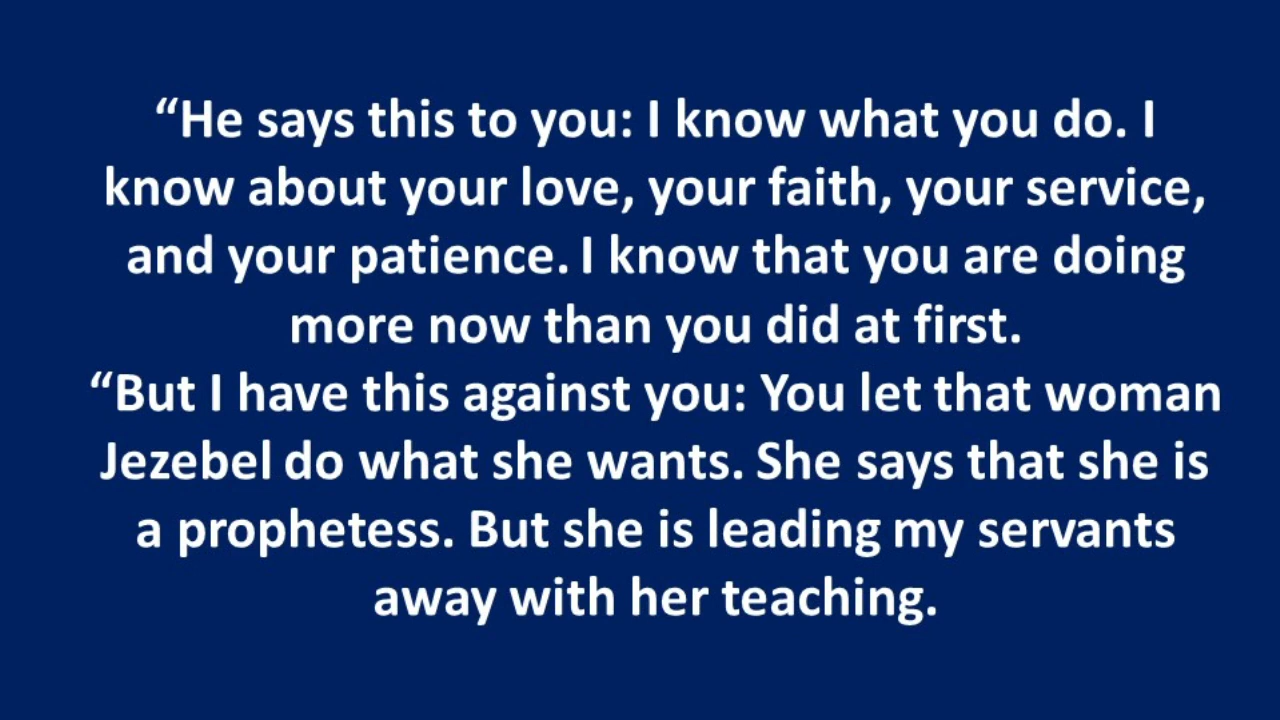 “He says this to you: I know what you do. I
know about your love, your faith, your service,
and your patience. I know that you are doing
more now than you did at first.
“But I have this against you: You let that woman
Jezebel do what she wants. She says that she is
a prophetess. But she is leading my servants
away with her teaching.